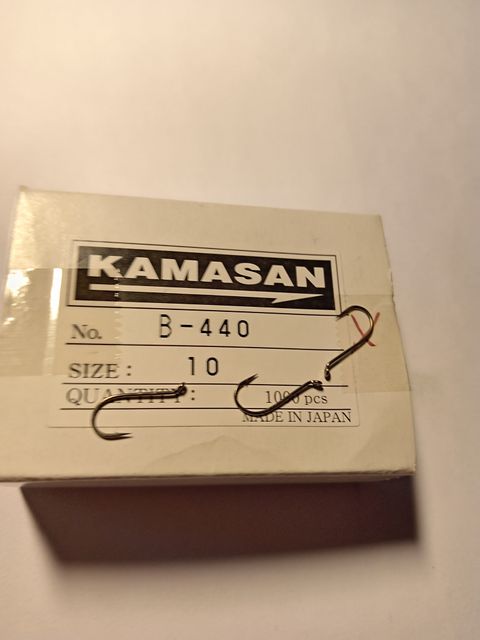 KAMASAN
No. B-440
SIZE: 10
QUANTITY: 1000 pcs
MADE IN JAPAN